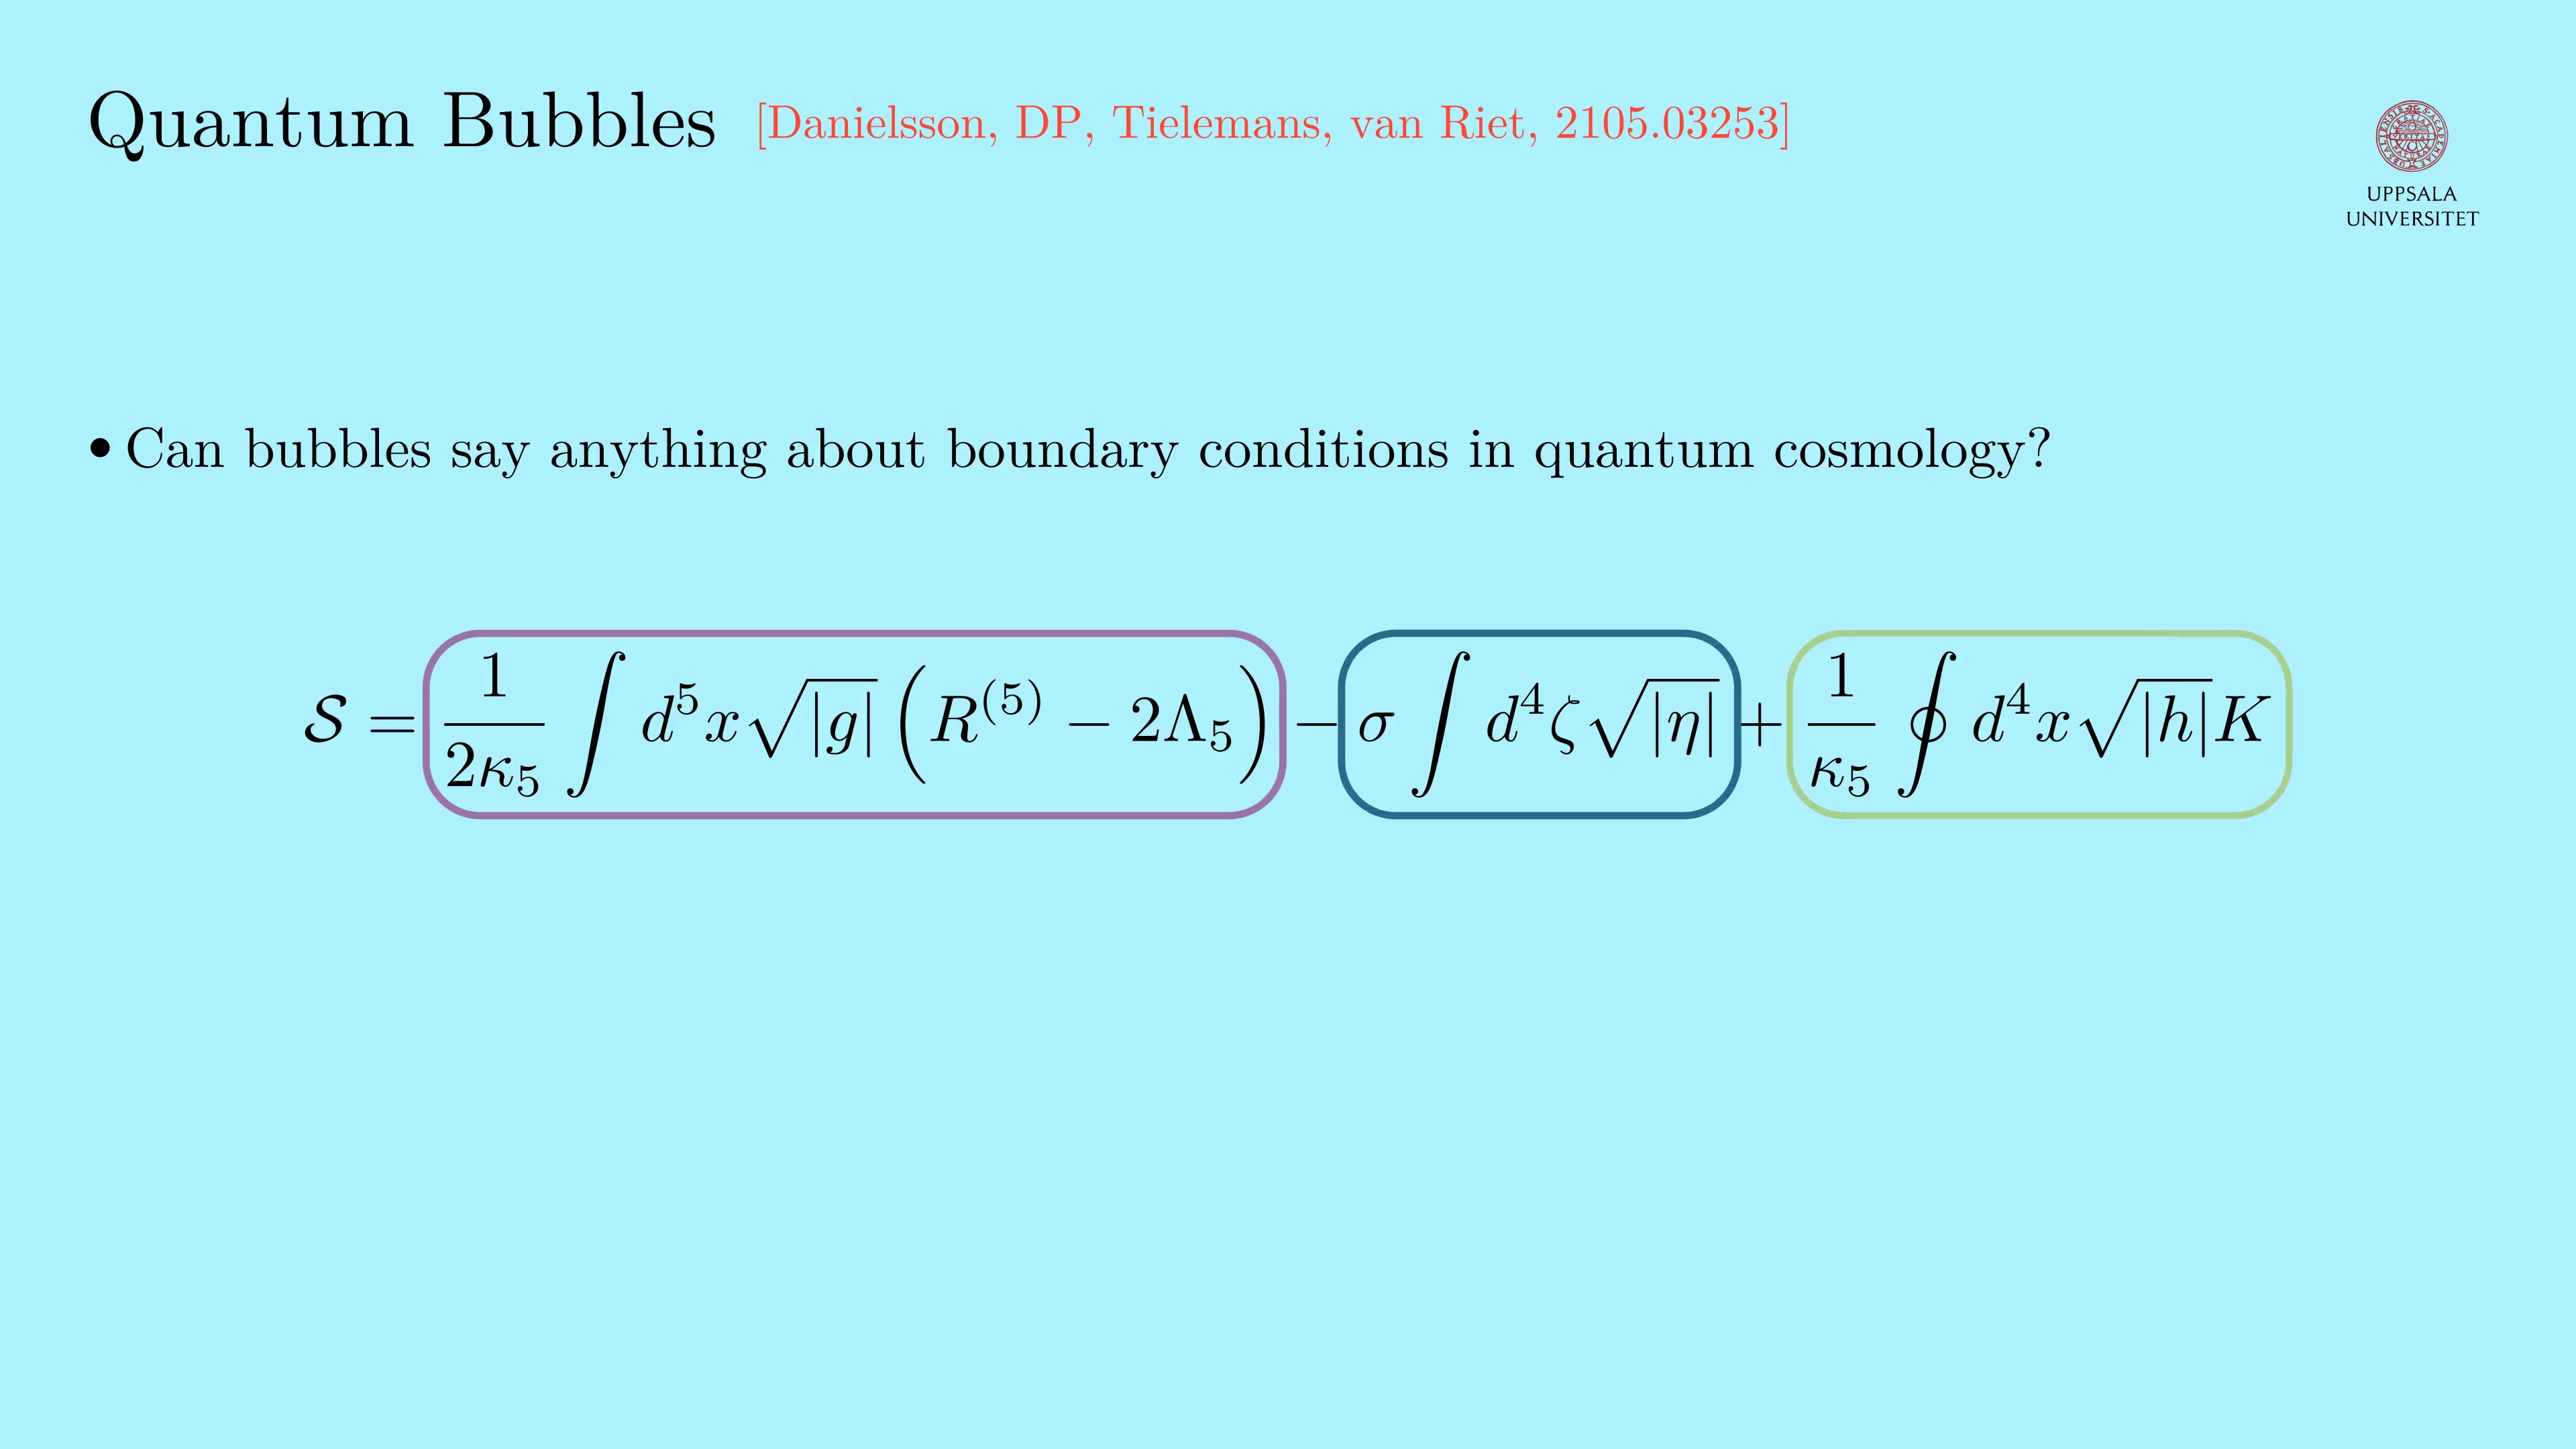 Quantum Bubbles [Danielsson, DP, Tielemans, van Riet, 2105.03253]
UPPSALA
UNIVERSITET
• Can bubbles say anything about boundary conditions in quantum cosmology?
$\mathcal{S} = \frac{1}{2\kappa_5} \int d^5x \sqrt{|g|} \left( R^{(5)} - 2\Lambda_5 \right) - \sigma \int d^4\zeta \sqrt{|\eta|} + \frac{1}{\kappa_5} \oint d^4x \sqrt{|h|} K$